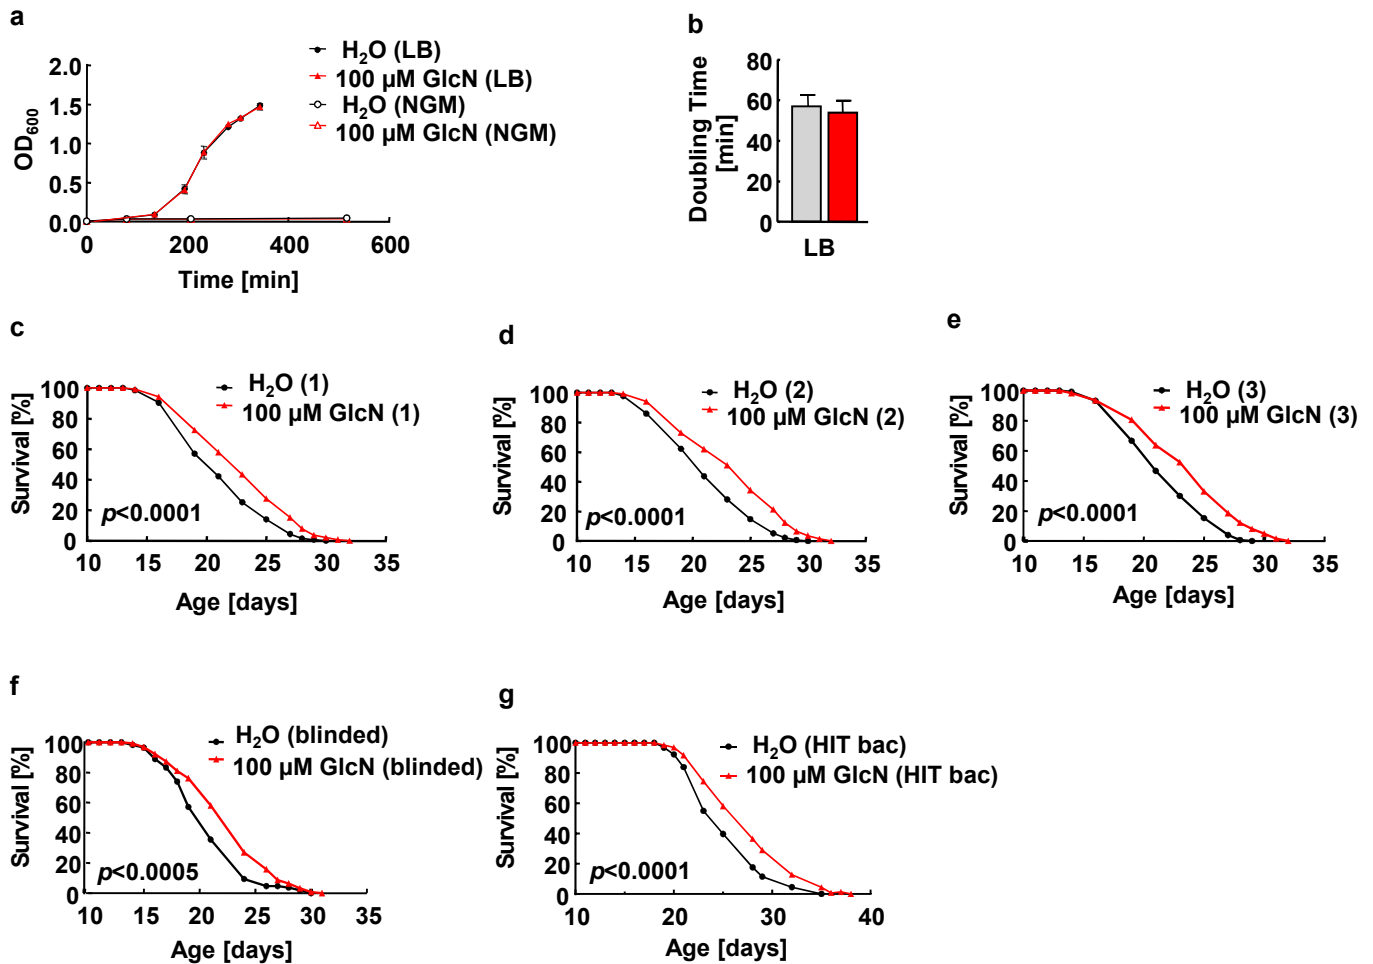 a
H₂O (LB)
100 µM GlcN (LB)
H₂O (NGM)
100 µM GlcN (NGM)
2.0
1.5
1.0
0.5
0.0
OD₆₀₀
0 200 400 600
Time [min]
b
80
60
40
20
0
Doubling Time
[min]
LB
c
H₂O (1)
100 µM GlcN (1)
100
80
60
40
20
0
Survival [%]
p<0.0001
10 15 20 25 30 35
Age [days]
d
H₂O (2)
100 µM GlcN (2)
100
80
60
40
20
0
Survival [%]
p<0.0001
10 15 20 25 30 35
Age [days]
e
H₂O (3)
100 µM GlcN (3)
100
80
60
40
20
0
Survival [%]
p<0.0001
10 15 20 25 30 35
Age [days]
f
H₂O (blinded)
100 µM GlcN (blinded)
100
80
60
40
20
0
Survival [%]
p<0.0005
10 15 20 25 30 35
Age [days]
g
H₂O (HIT bac)
100 µM GlcN (HIT bac)
100
80
60
40
20
0
Survival [%]
p<0.0001
10 20 30 40
Age [days]